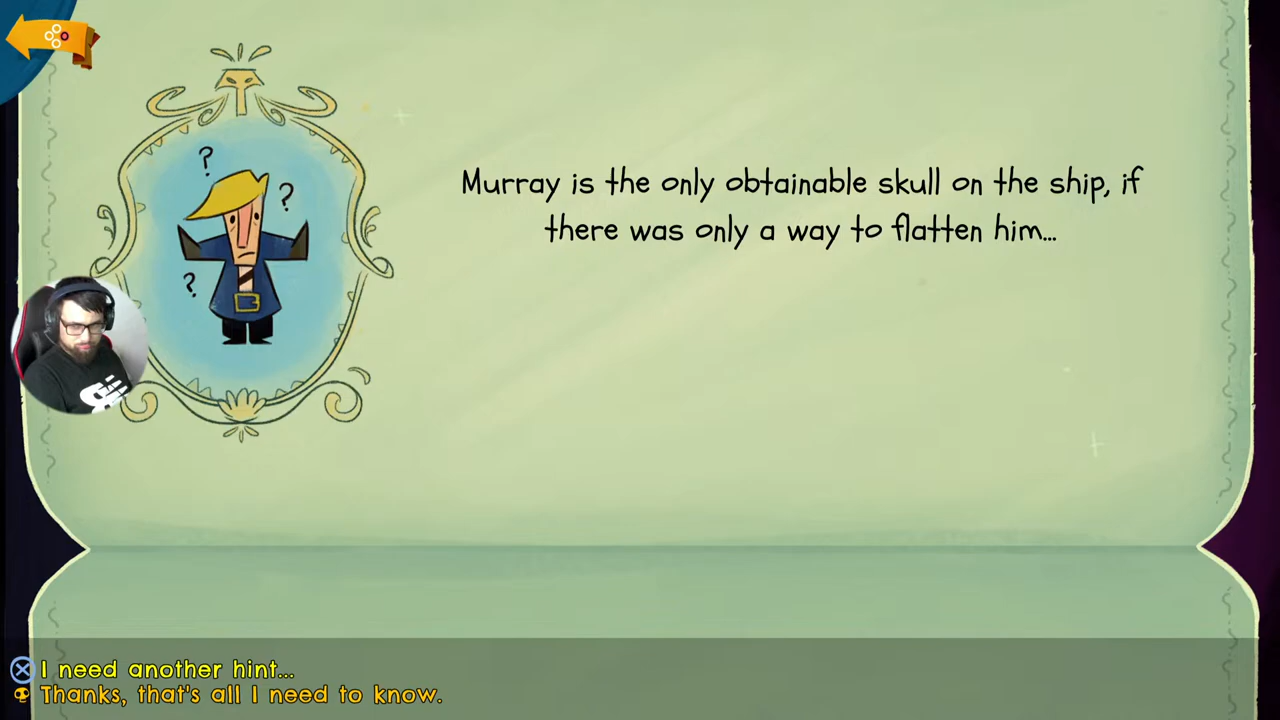 Murray is the only obtainable skull on the ship, if
there was only a way to flatten him...
? ? ?
I need another hint...
Thanks, that's all I need to know.